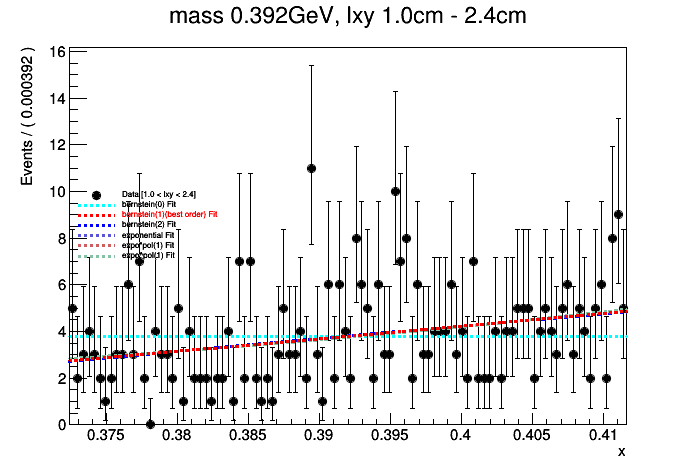 mass 0.392GeV, lxy 1.0cm - 2.4cm
Events / ( 0.000392 )
16
14
12
10
8
6
4
2
0
Data [1.0 < lxy < 2.4]
bernstein(0) Fit
bernstein(1)(best order) Fit
bernstein(2) Fit
exponential Fit
expo*pol(1) Fit
expo*pol(1) Fit
0.375 0.38 0.385 0.39 0.395 0.4 0.405 0.41
x